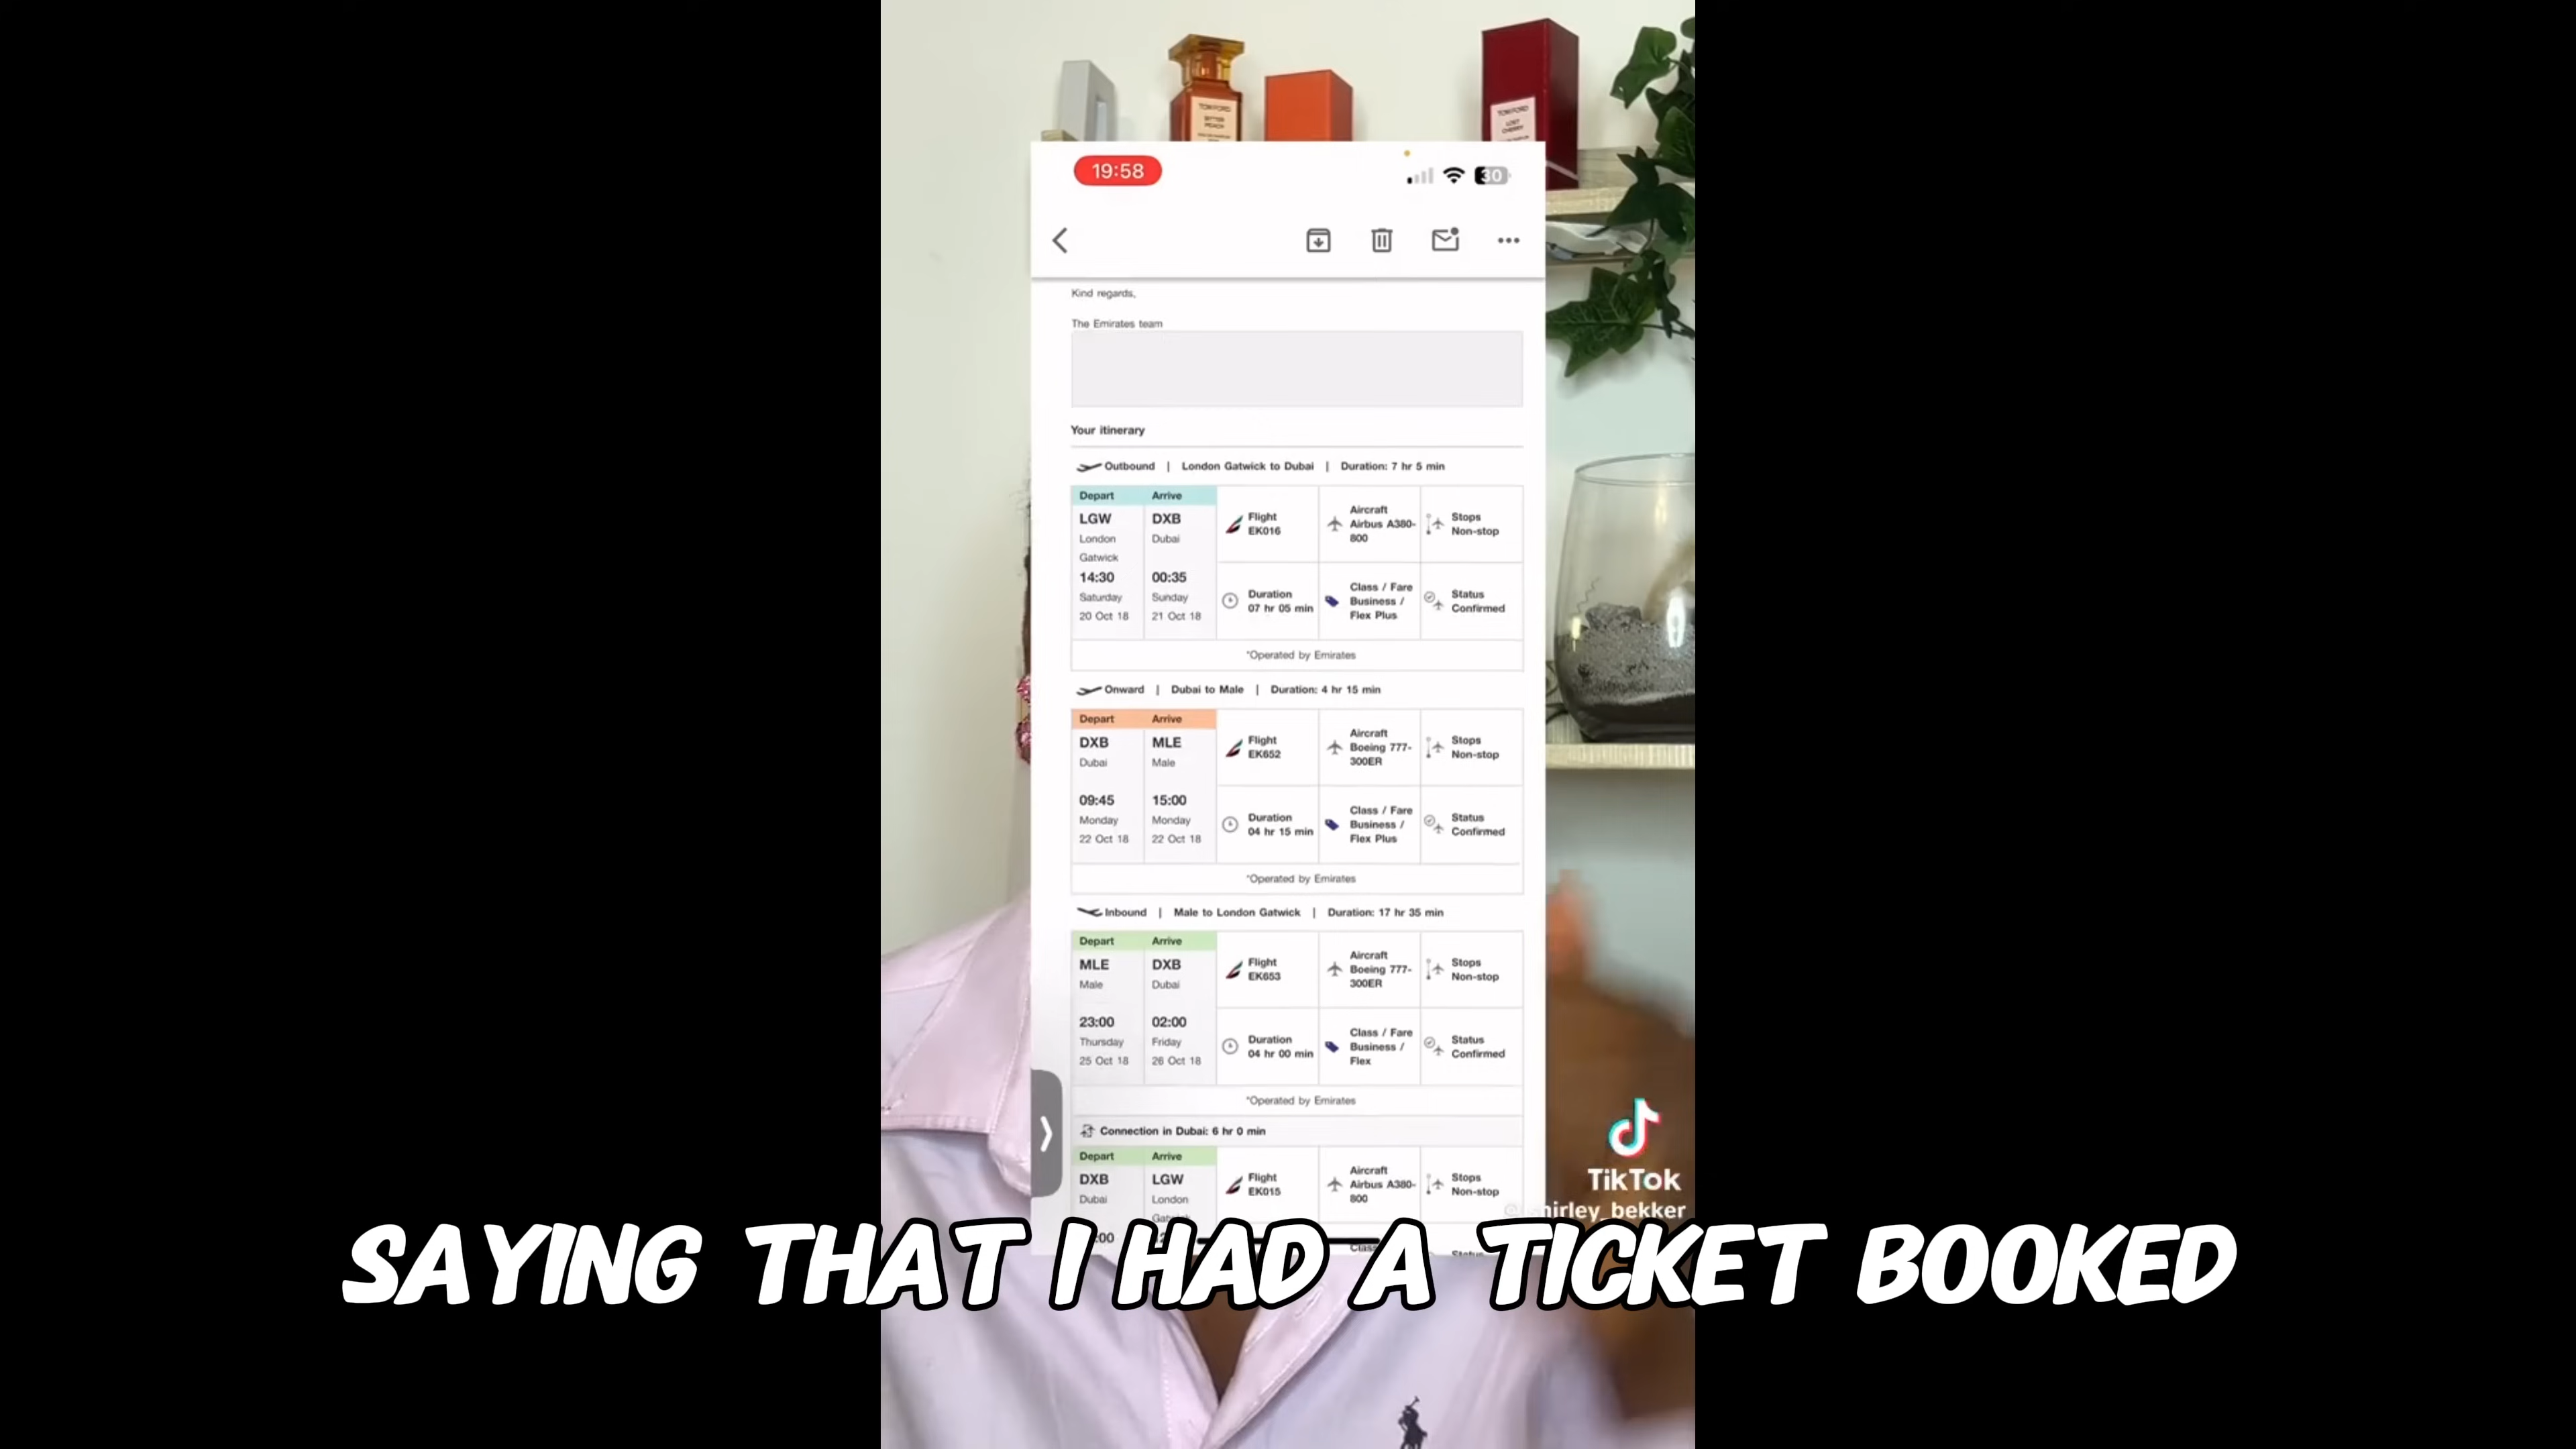 TOM FORD
BITTER
PEACH
TOM FORD
LOST
CHERRY
19:58
30
Kind regards,
The Emirates team
Your itinerary
Outbound | London Gatwick to Dubai | Duration: 7 hr 5 min
Depart Arrive
LGW DXB
London Dubai
Gatwick
14:30 00:35
Saturday Sunday
20 Oct 18 21 Oct 18
Flight
EK016
Aircraft
Airbus A380-
800
Stops
Non-stop
Duration
07 hr 05 min
Class / Fare
Business /
Flex Plus
Status
Confirmed
*Operated by Emirates
Onward | Dubai to Male | Duration: 4 hr 15 min
Depart Arrive
DXB MLE
Dubai Male
09:45 15:00
Monday Monday
22 Oct 18 22 Oct 18
Flight
EK652
Aircraft
Boeing 777-
300ER
Stops
Non-stop
Duration
04 hr 15 min
Class / Fare
Business /
Flex Plus
Status
Confirmed
*Operated by Emirates
Inbound | Male to London Gatwick | Duration: 17 hr 35 min
Depart Arrive
MLE DXB
Male Dubai
23:00 02:00
Thursday Friday
25 Oct 18 26 Oct 18
Flight
EK653
Aircraft
Boeing 777-
300ER
Stops
Non-stop
Duration
04 hr 00 min
Class / Fare
Business /
Flex
Status
Confirmed
*Operated by Emirates
Connection in Dubai: 6 hr 0 min
Depart Arrive
DXB LGW
Dubai London
Flight
EK015
Aircraft
Airbus A380-
800
Stops
Non-stop
TikTok
@shirley_bekker
SAYING THAT I HAD A TICKET BOOKED